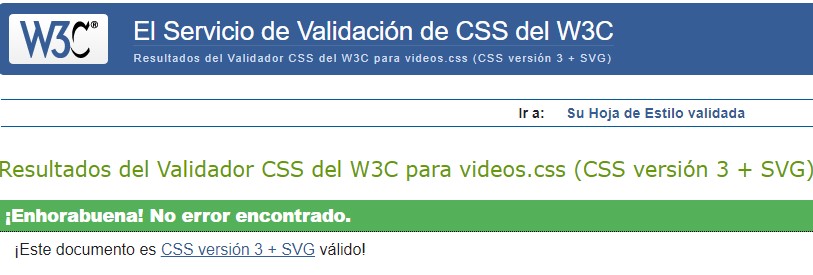 W3C®
El Servicio de Validación de CSS del W3C
Resultados del Validador CSS del W3C para videos.css (CSS versión 3 + SVG)
Ir a: Su Hoja de Estilo validada
Resultados del Validador CSS del W3C para videos.css (CSS versión 3 + SVG)
¡Enhorabuena! No error encontrado.
¡Este documento es CSS versión 3 + SVG válido!